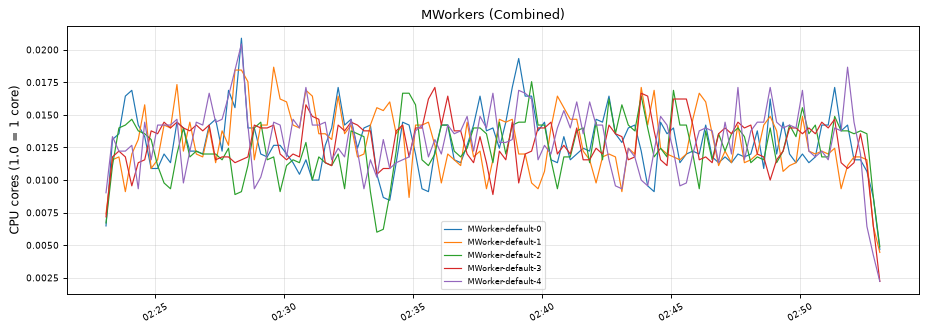 MWorkers (Combined)
CPU cores (1.0 = 1 core)
0.0200
0.0175
0.0150
0.0125
0.0100
0.0075
0.0050
0.0025
MWorker-default-0
MWorker-default-1
MWorker-default-2
MWorker-default-3
MWorker-default-4
02:25
02:30
02:35
02:40
02:45
02:50